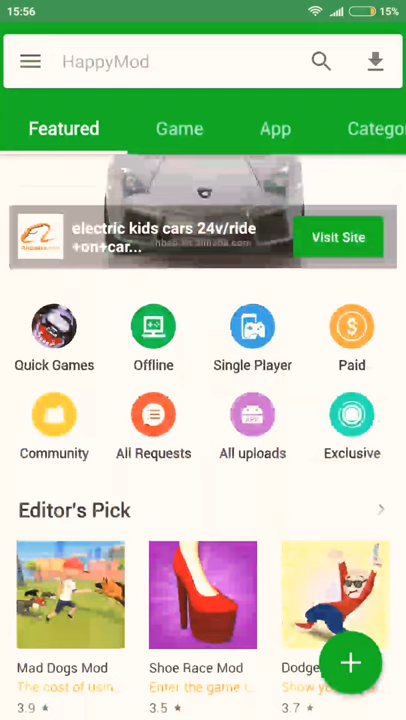 15:56
15%
HappyMod
Featured
Game
App
Catego
electric kids cars 24v/ride
+on+car...
Visit Site
Quick Games
Offline
Single Player
Paid
Community
All Requests
All uploads
Exclusive
Editor's Pick
Mad Dogs Mod
Shoe Race Mod
Dodge
The cost of usin...
Enter the game
Show yo
3.9
3.5
3.7